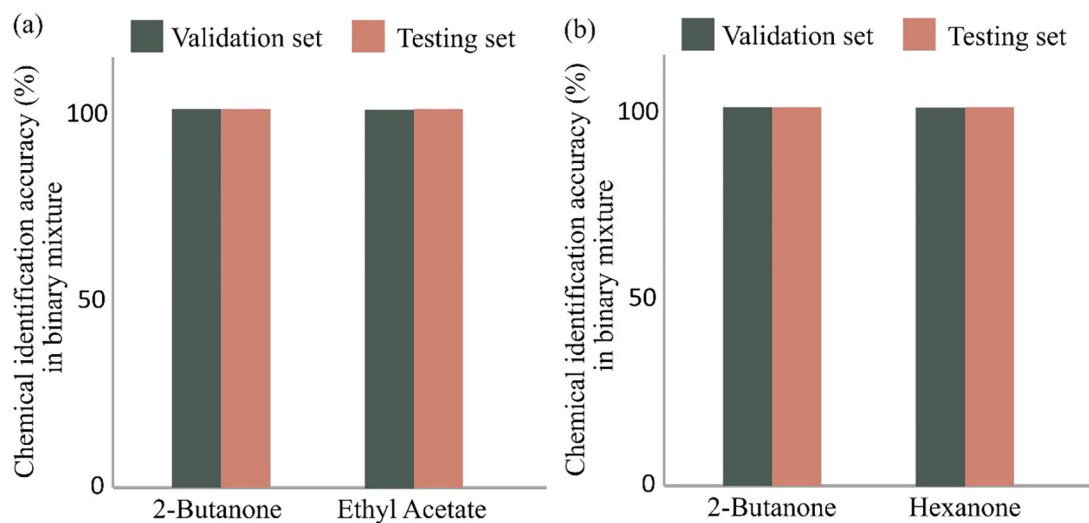 (a)
Validation set
Testing set
Chemical identification accuracy (%)
in binary mixture
100
50
0
2-Butanone
Ethyl Acetate
(b)
Validation set
Testing set
Chemical identification accuracy (%)
in binary mixture
100
50
0
2-Butanone
Hexanone